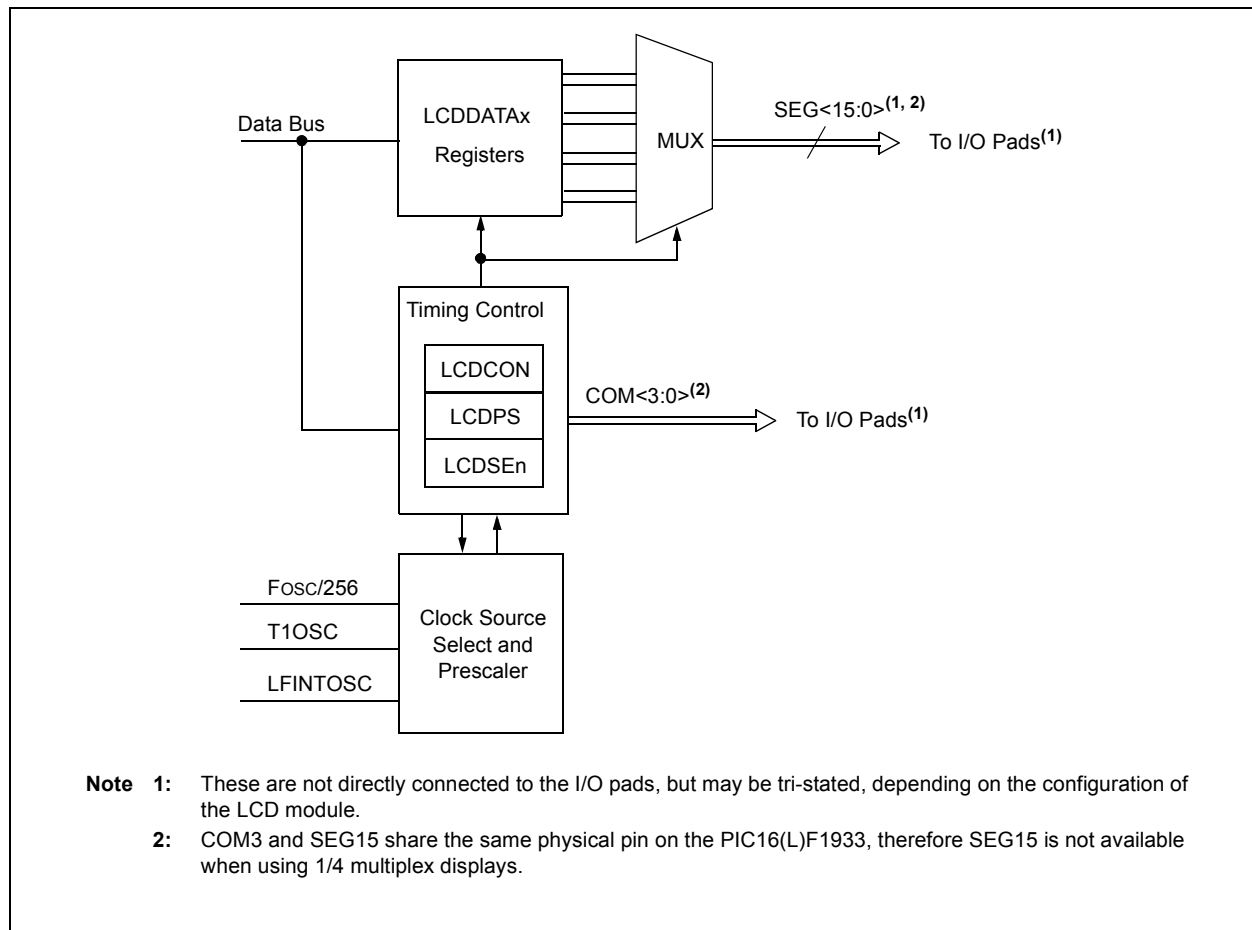 Data Bus
LCDDATAx
Registers
MUX
SEG<15:0>(1, 2)
To I/O Pads(1)
Timing Control
LCDCON
LCDPS
LCDSEn
COM<3:0>(2)
To I/O Pads(1)
FOSC/256
T1OSC
LFINTOSC
Clock Source
Select and
Prescaler
Note 1: These are not directly connected to the I/O pads, but may be tri-stated, depending on the configuration of
the LCD module.
2: COM3 and SEG15 share the same physical pin on the PIC16(L)F1933, therefore SEG15 is not available
when using 1/4 multiplex displays.